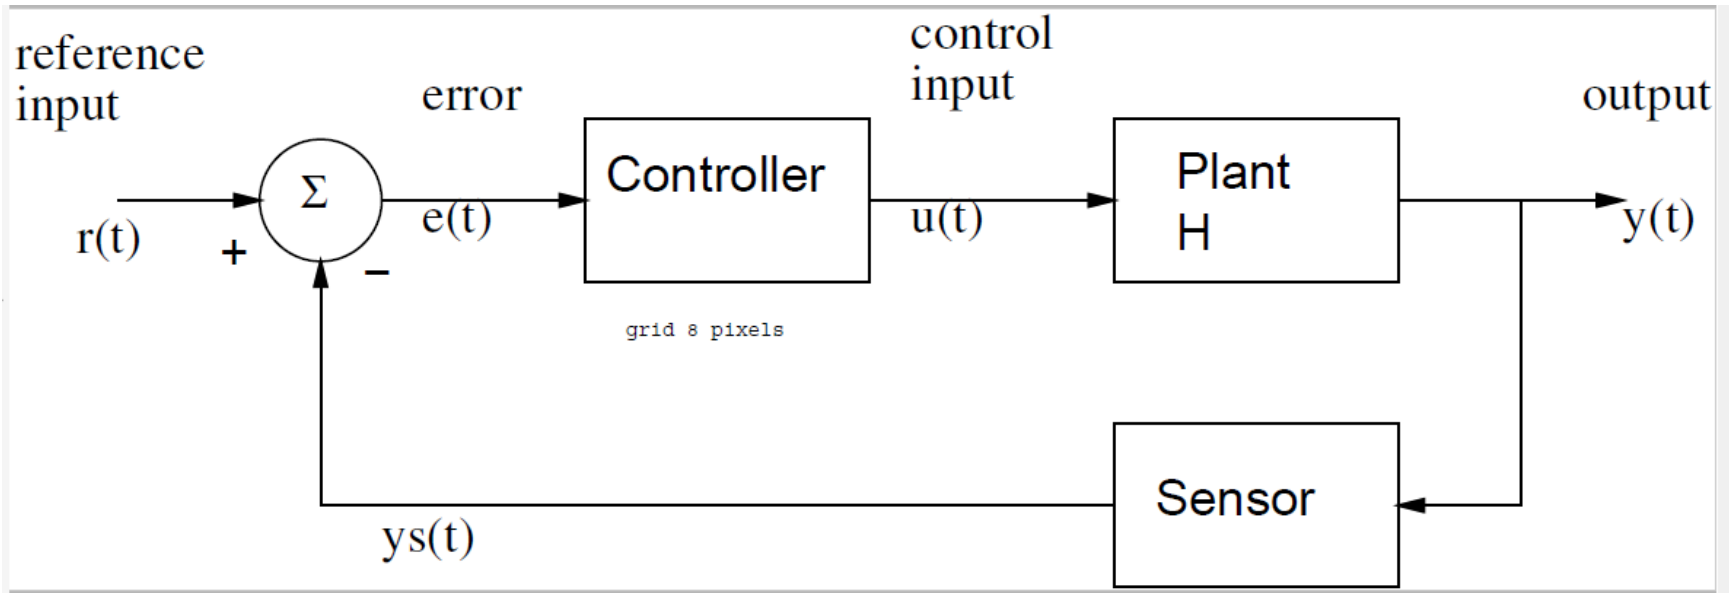 reference
input
error
control
input
output
Σ
Controller
Plant
H
r(t)
+
−
e(t)
u(t)
y(t)
grid 8 pixels
Sensor
ys(t)